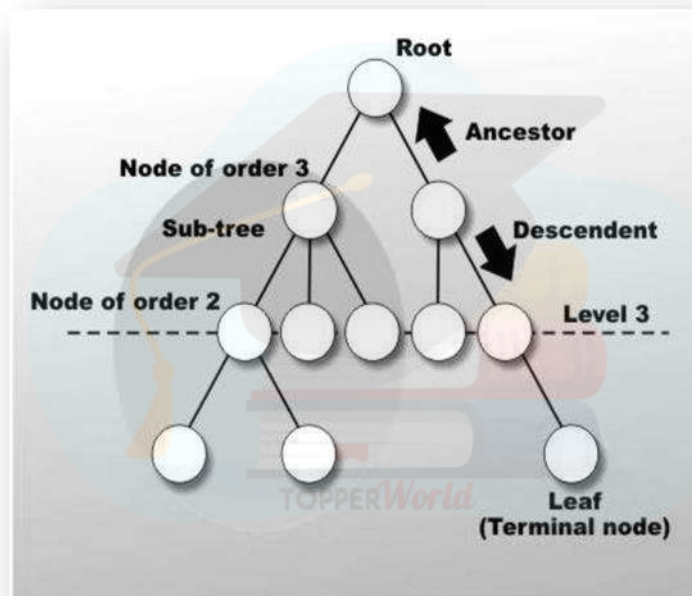 Root
Ancestor
Node of order 3
Sub-tree
Descendent
Node of order 2
Level 3
TOPPERWorld
Leaf
(Terminal node)